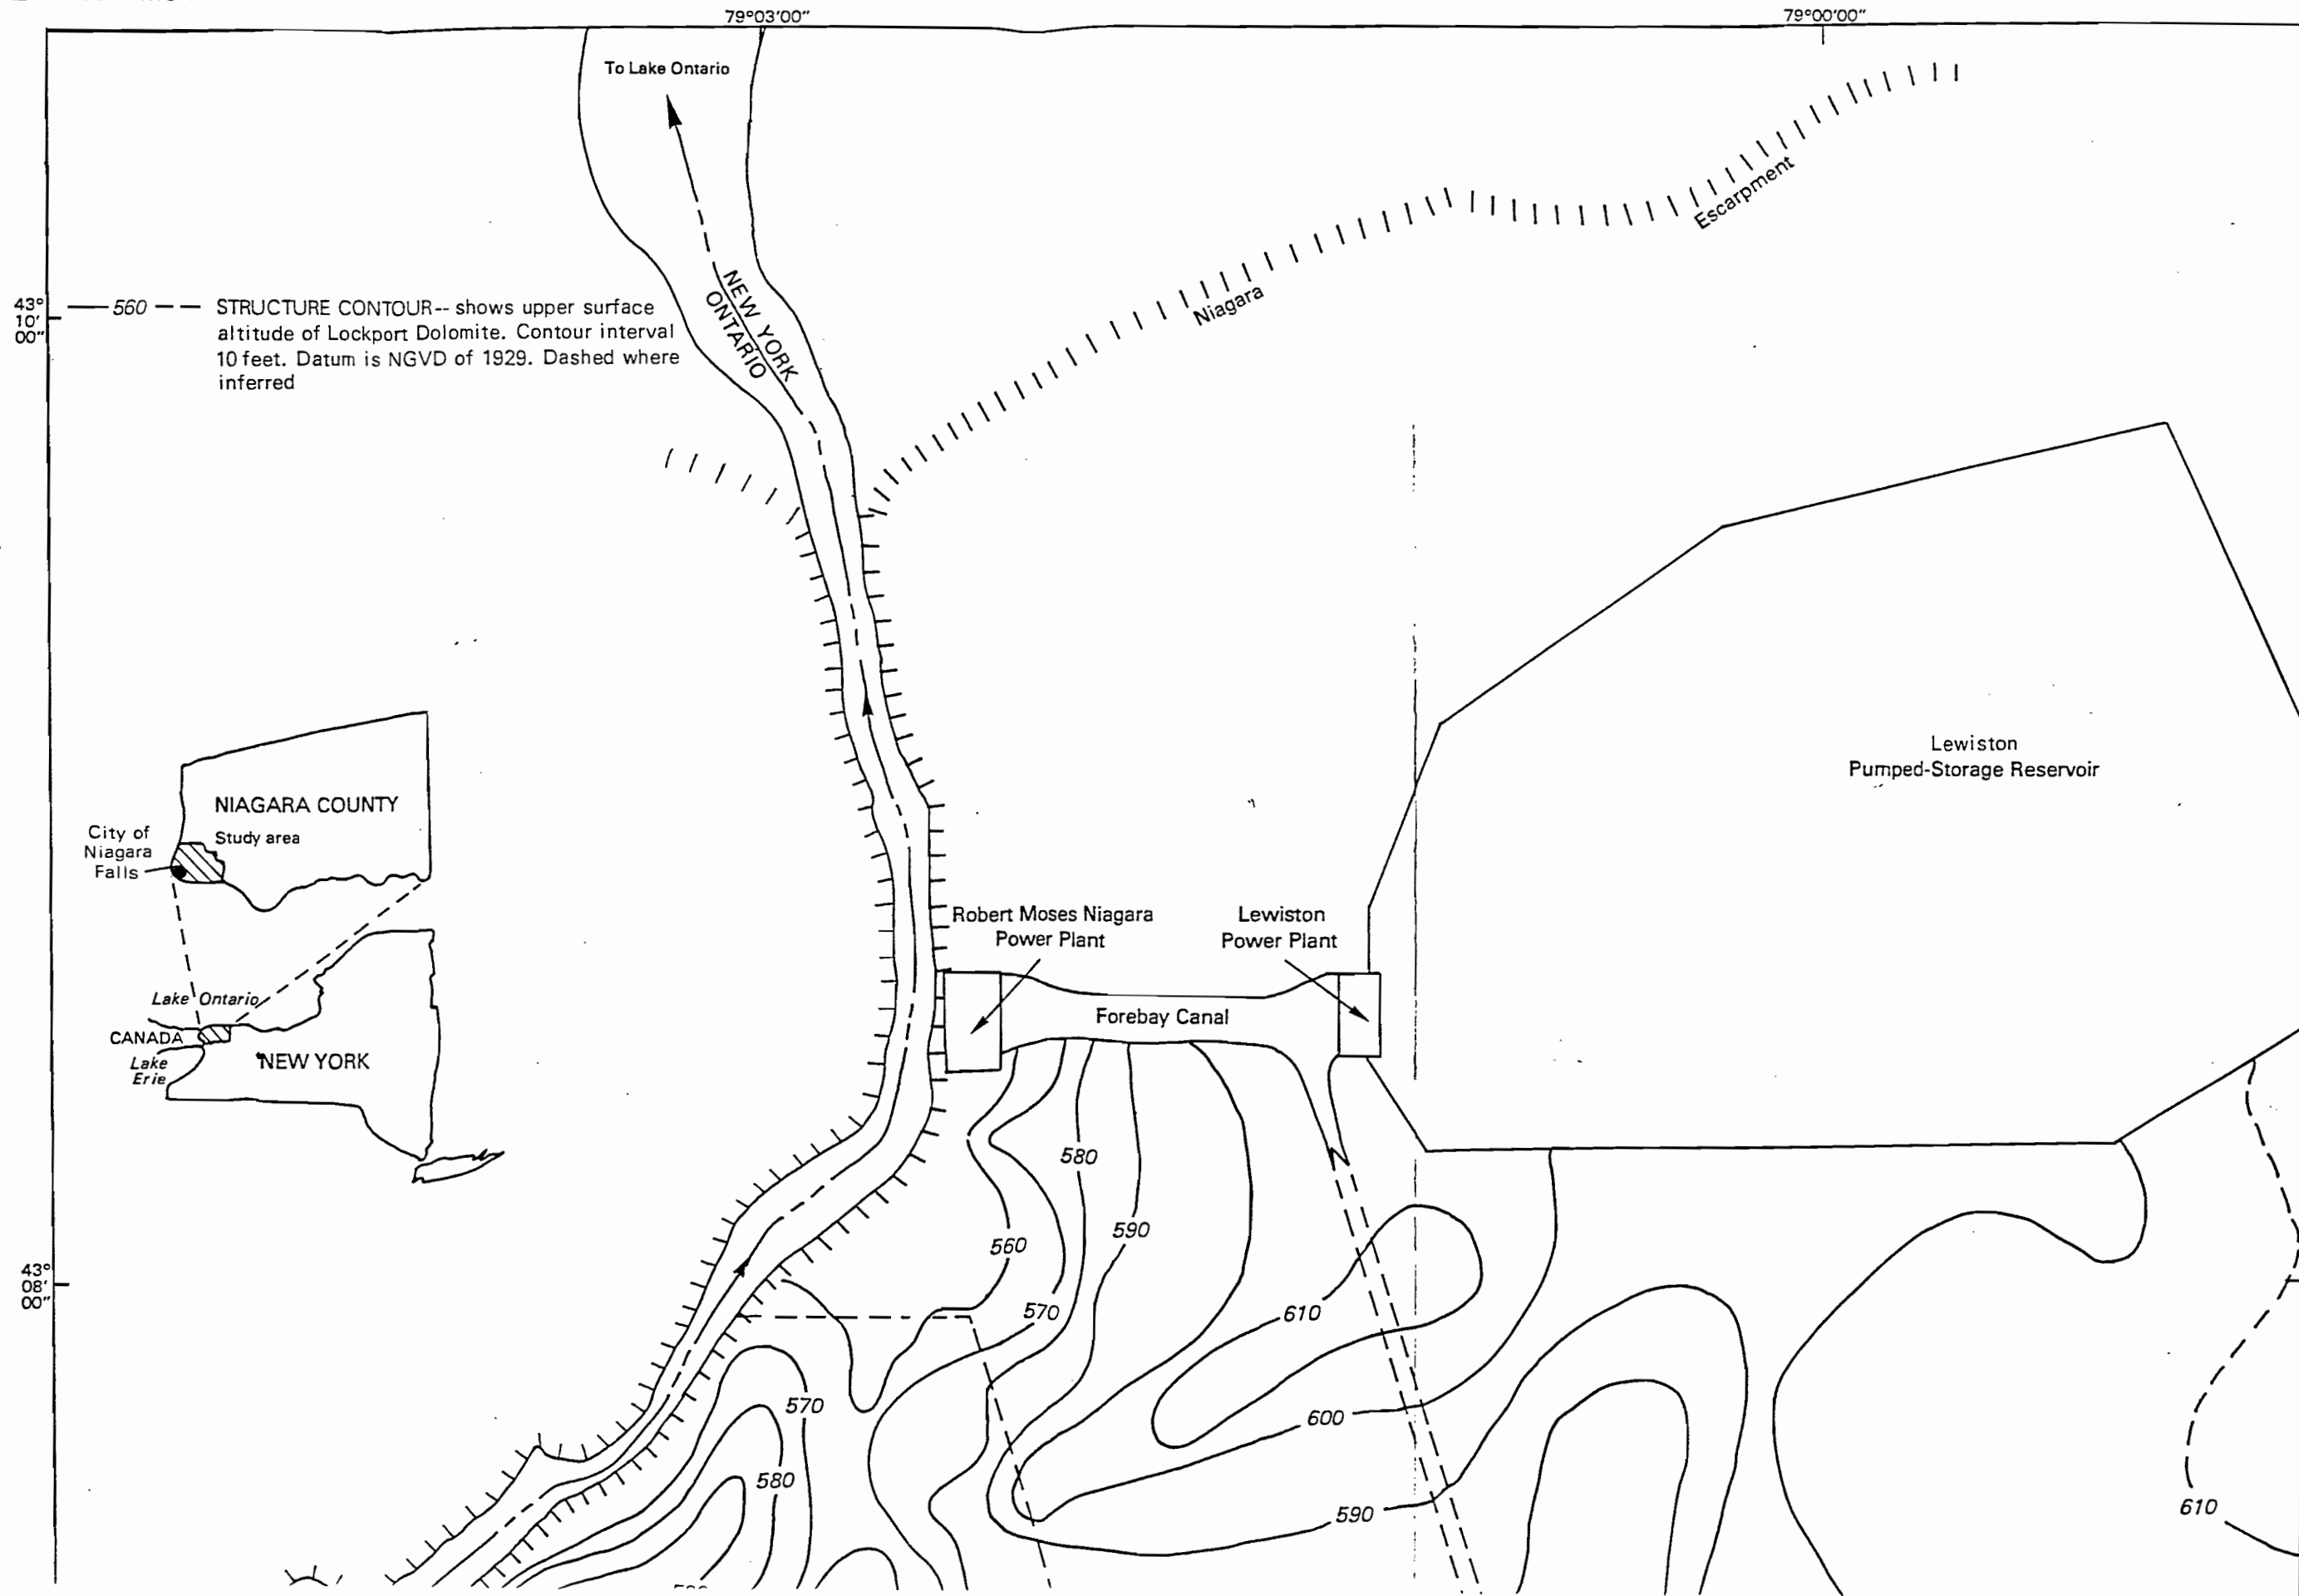 79°03'00"
79°00'00"
To Lake Ontario
Escarpment
Niagara
NEW YORK
ONTARIO
43°
10'
00"
560
STRUCTURE CONTOUR-- shows upper surface
altitude of Lockport Dolomite. Contour interval
10 feet. Datum is NGVD of 1929. Dashed where
inferred
Lewiston
Pumped-Storage Reservoir
NIAGARA COUNTY
Study area
City of
Niagara
Falls
Lake Ontario
CANADA
Lake
Erie
NEW YORK
Robert Moses Niagara
Power Plant
Lewiston
Power Plant
Forebay Canal
580
590
560
43°
08'
00"
570
610
570
600
580
590
610